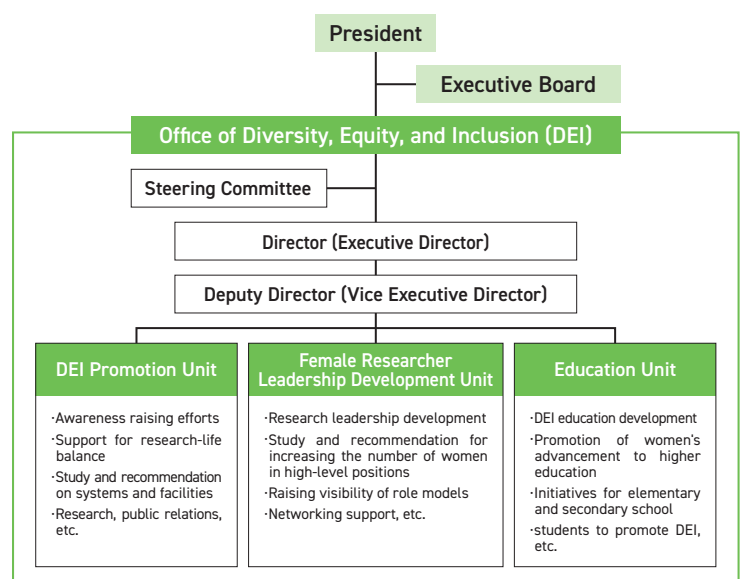 President
Executive Board
Office of Diversity, Equity, and Inclusion (DEI)
Steering Committee
Director (Executive Director)
Deputy Director (Vice Executive Director)
DEI Promotion Unit
·Awareness raising efforts
·Support for research-life
balance
·Study and recommendation
on systems and facilities
·Research, public relations,
etc.
Female Researcher
Leadership Development Unit
·Research leadership development
·Study and recommendation for
increasing the number of women
in high-level positions
·Raising visibility of role models
·Networking support, etc.
Education Unit
·DEI education development
·Promotion of women's
advancement to higher
education
·Initiatives for elementary
and secondary school
·students to promote DEI,
etc.